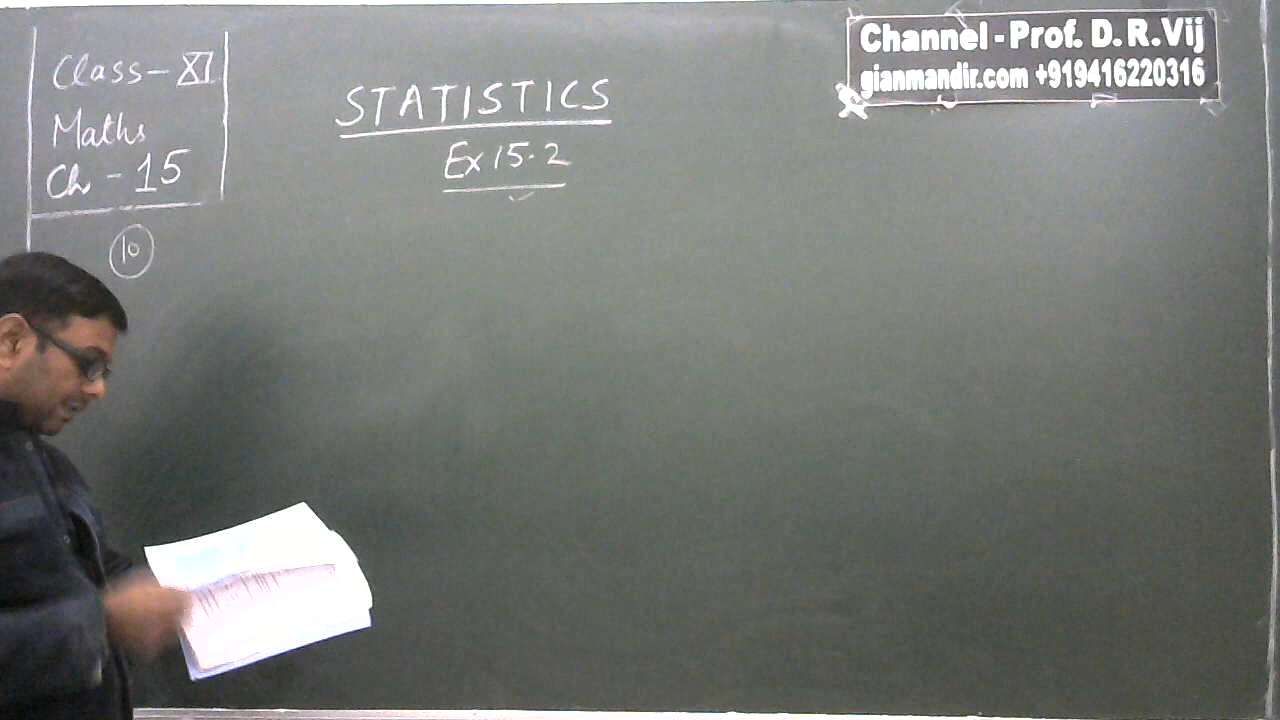 Class - XI
Maths
Ch - 15
10
STATISTICS
Ex 15.2
Channel - Prof. D. R. Vij
gianmandir.com +919416220316